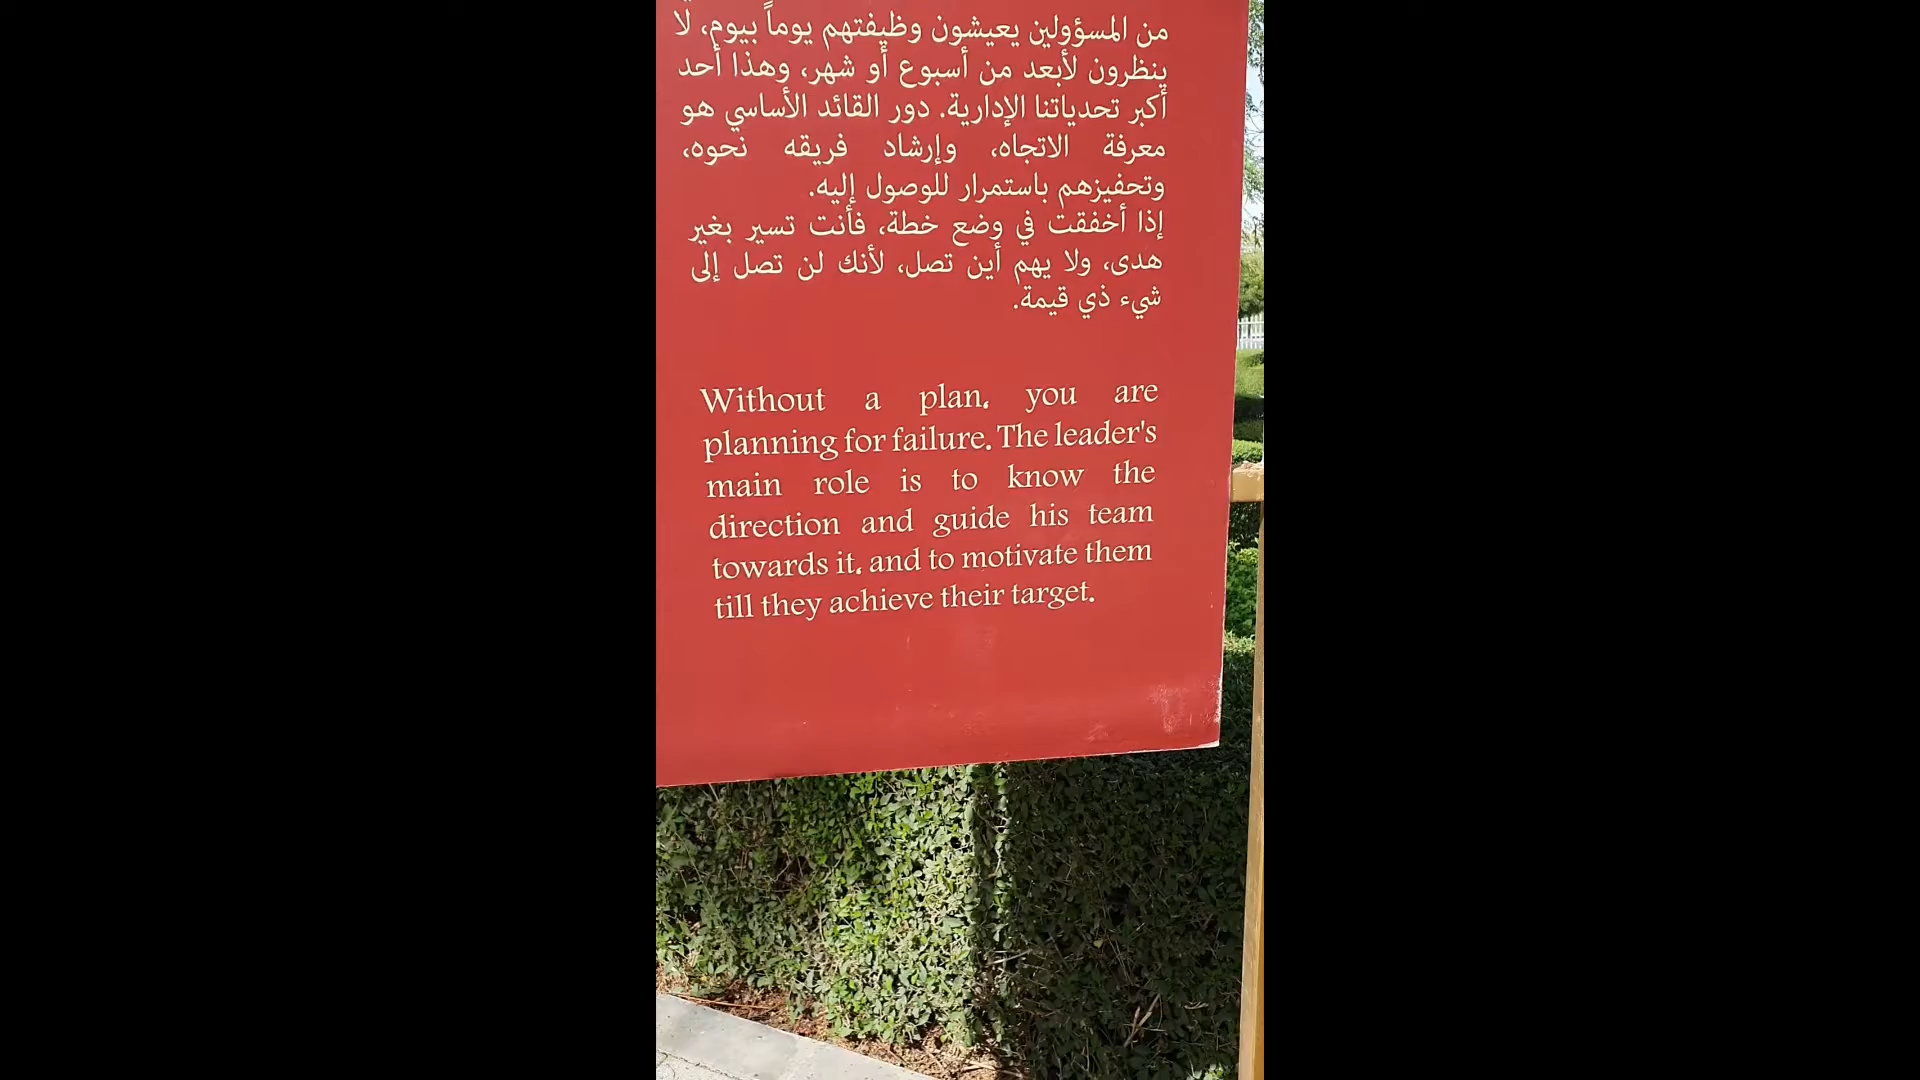 من المسؤولين يعيشون وظيفتهم يوماً بيوم، لا
ينظرون لأبعد من أسبوع أو شهر، وهذا أحد
أكبر تحدياتنا الإدارية. دور القائد الأساسي هو
معرفة الاتجاه، وإرشاد فريقه نحوه،
وتحفيزهم باستمرار للوصول إليه.
إذا أخفقت في وضع خطة، فأنت تسير بغير
هدى، ولا يهم أين تصل، لأنك لن تصل إلى
شيء ذي قيمة.
Without a plan, you are
planning for failure. The leader's
main role is to know the
direction and guide his team
towards it, and to motivate them
till they achieve their target.